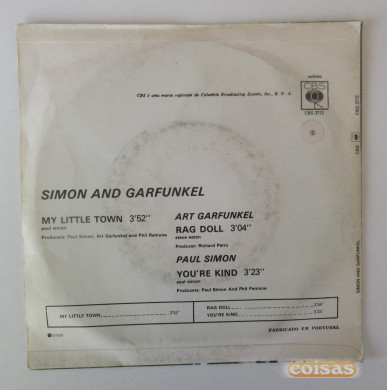 estéreo
CBS
CBS 3712
CBS é uma marca registada da Columbia Broadcasting System, Inc., E. U. A.
SIMON AND GARFUNKEL
MY LITTLE TOWN 3'52"
paul simon
Producers: Paul Simon, Art Garfunkel and Phil Ramone
ART GARFUNKEL
RAG DOLL 3'04"
steve eaton
Producer: Richard Perry
PAUL SIMON
YOU'RE KIND 3'23"
paul simon
Producers: Paul Simon And Phil Ramone
MY LITTLE TOWN 3'52"
RAG DOLL 3'04"
YOU'RE KIND 3'23"
FABRICADO EM PORTUGAL
SIMON AND GARFUNKEL
CBS
CBS 3712
coisas